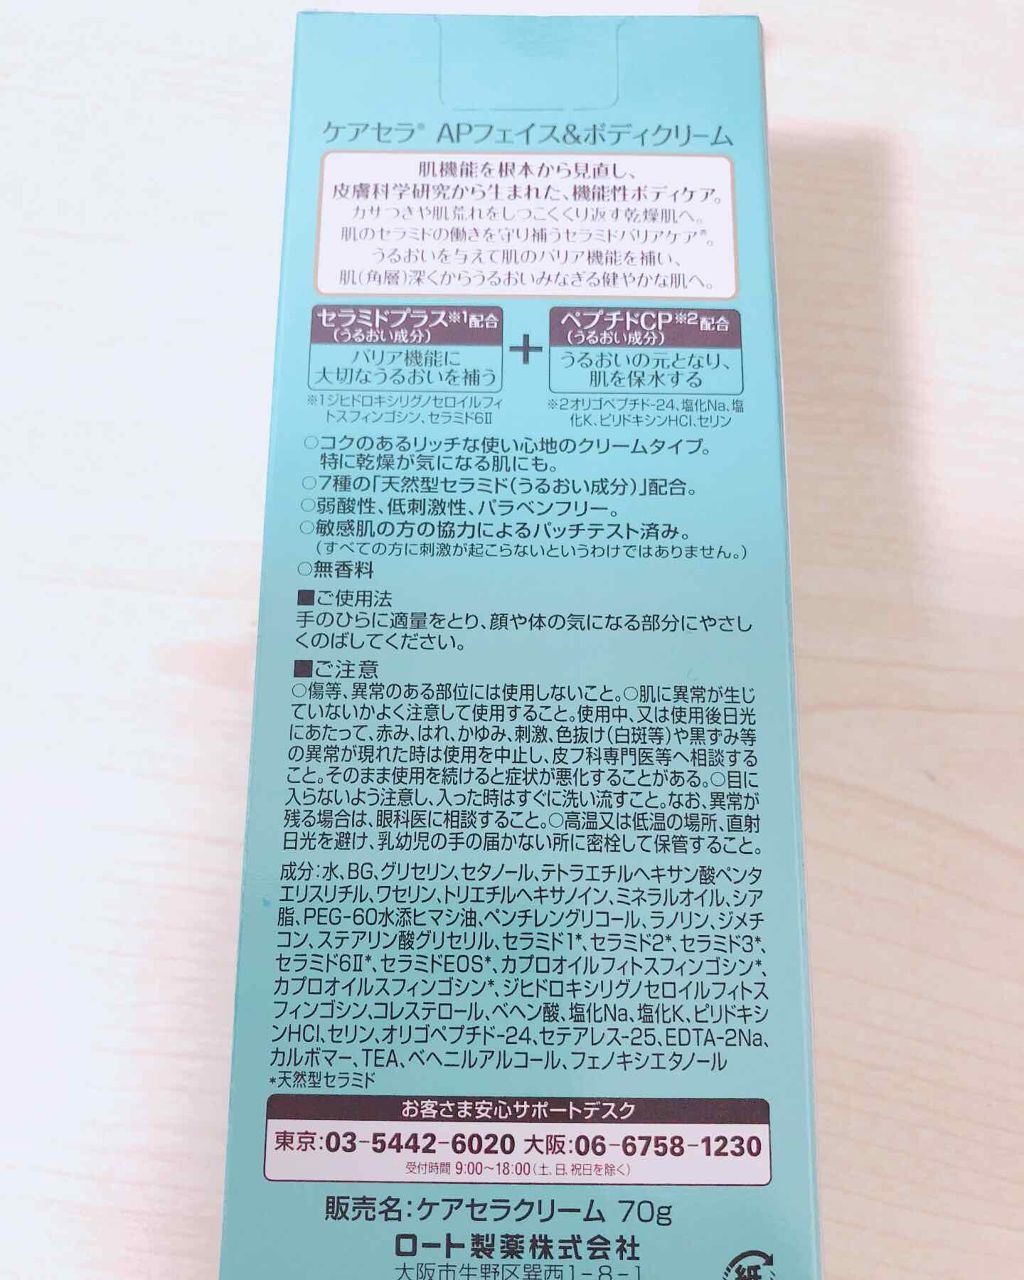 ケアセラ® APフェイス&ボディクリーム
肌機能を根本から見直し、
皮膚科学研究から生まれた、機能性ボディケア。
カサつきや肌荒れをしつこくくり返す乾燥肌へ。
肌のセラミドの働きを守り補うセラミドバリアケア®。
うるおいを与えて肌のバリア機能を補い、
肌(角層)深くからうるおいみなぎる健やかな肌へ。
セラミドプラス※1配合
(うるおい成分)
バリア機能に
大切なうるおいを補う
※1ジヒドロキシリグノセロイルフィ
トスフィンゴシン、セラミド6Ⅱ
+
ペプチドCP※2配合
(うるおい成分)
うるおいの元となり、
肌を保水する
※2オリゴペプチド-24、塩化Na、塩
化K、ピリドキシンHCl、セリン
○コクのあるリッチな使い心地のクリームタイプ。
特に乾燥が気になる肌にも。
○7種の「天然型セラミド(うるおい成分)」配合。
○弱酸性、低刺激性、パラベンフリー。
○敏感肌の方の協力によるパッチテスト済み。
(すべての方に刺激が起こらないというわけではありません。)
○無香料
■ご使用法
手のひらに適量をとり、顔や体の気になる部分にやさし
くのばしてください。
■ご注意
○傷等、異常のある部位には使用しないこと。○肌に異常が生じ
ていないかよく注意して使用すること。使用中、又は使用後日光
にあたって、赤み、はれ、かゆみ、刺激、色抜け(白斑等)や黒ずみ等
の異常が現れた時は使用を中止し、皮フ科専門医等へ相談する
こと。そのまま使用を続けると症状が悪化することがある。○目に
入らないよう注意し、入った時はすぐに洗い流すこと。なお、異常が
残る場合は、眼科医に相談すること。○高温又は低温の場所、直射
日光を避け、乳幼児の手の届かない所に密栓して保管すること。
成分:水、BG、グリセリン、セタノール、テトラエチルヘキサン酸ペンタ
エリスリチル、ワセリン、トリエチルヘキサノイン、ミネラルオイル、シア
脂、PEG-60水添ヒマシ油、ペンチレングリコール、ラノリン、ジメチ
コン、ステアリン酸グリセリル、セラミド1*、セラミド2*、セラミド3*、
セラミド6Ⅱ*、セラミドEOS*、カプロオイルフィトスフィンゴシン*、
カプロオイルスフィンゴシン*、ジヒドロキシリグノセロイルフィトス
フィンゴシン、コレステロール、ベヘン酸、塩化Na、塩化K、ピリドキシ
ンHCl、セリン、オリゴペプチド-24、セテアレス-25、EDTA-2Na、
カルボマー、TEA、ベヘニルアルコール、フェノキシエタノール
*天然型セラミド
お客さま安心サポートデスク
東京:03-5442-6020 大阪:06-6758-1230
受付時間 9:00~18:00(土、日、祝日を除く)
販売名:ケアセラクリーム 70g
ロート製薬株式会社
大阪市生野区巽西1-8-1
紙